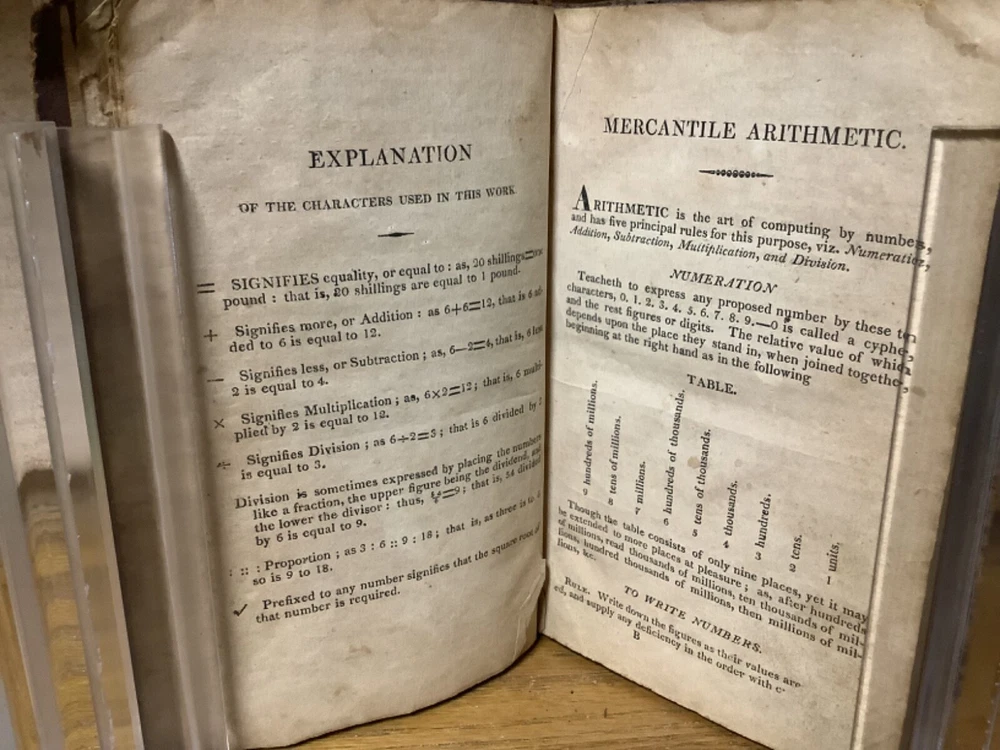 EXPLANATION
OF THE CHARACTERS USED IN THIS WORK.
= SIGNIFIES equality, or equal to : as, 20 shillings=one
pound : that is, 20 shillings are equal to 1 pound.
+ Signifies more, or Addition : as 6+6=12, that is 6 ad-
ded to 6 is equal to 12.
— Signifies less, or Subtraction ; as, 6—2=4, that is, 6 less
2 is equal to 4.
× Signifies Multiplication ; as, 6×2=12 ; that is, 6 multi-
plied by 2 is equal to 12.
÷ Signifies Division ; as 6÷2=3 ; that is 6 divided by 2
is equal to 3.
Division is sometimes expressed by placing the numbers
like a fraction, the upper figure being the dividend, and
the lower the divisor : thus, 54/6=9 ; that is, 54 divided
by 6 is equal to 9.
: :: : Proportion ; as 3 : 6 :: 9 : 18 ; that is, as three is to 6
so is 9 to 18.
✓ Prefixed to any number signifies that the square root of
that number is required.
MERCANTILE ARITHMETIC.
ARITHMETIC is the art of computing by numbers,
and has five principal rules for this purpose, viz. Numeration,
Addition, Subtraction, Multiplication, and Division.
NUMERATION
Teacheth to express any proposed number by these ten
characters, 0. 1. 2. 3. 4. 5. 6. 7. 8. 9.—0 is called a cypher,
and the rest figures or digits. The relative value of which
depends upon the place they stand in, when joined together,
beginning at the right hand as in the following
TABLE.
9 hundreds of millions.
8 tens of millions.
7 millions.
6 hundreds of thousands.
5 tens of thousands.
4 thousands.
3 hundreds.
2 tens.
1 units.
Though the table consists of only nine places, yet it may
be extended to more places at pleasure ; as, after hundreds
of millions, read thousands of millions, ten thousands of mil-
lions, hundred thousands of millions, then millions of mil-
lions, &c.
TO WRITE NUMBERS.
RULE. Write down the figures as their values are
ed, and supply any deficiency in the order with
B